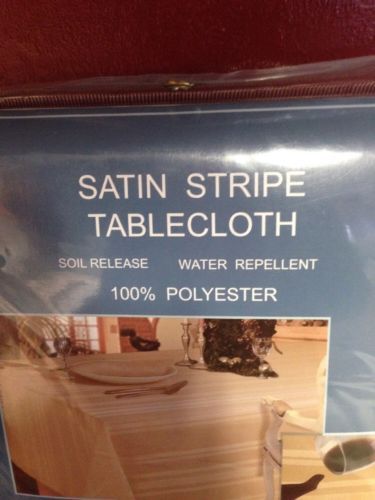 SATIN STRIPE
TABLECLOTH
SOIL RELEASE WATER REPELLENT
100% POLYESTER